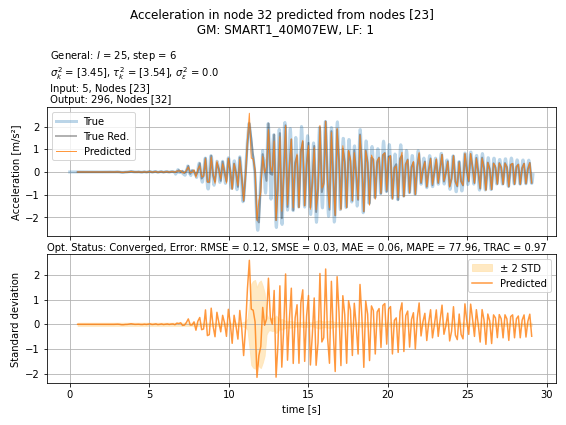 Acceleration in node 32 predicted from nodes [23]
GM: SMART1_40M07EW, LF: 1
General: l = 25, step = 6
σ_k^2 = [3.45], τ_k^2 = [3.54], σ_ε^2 = 0.0
Input: 5, Nodes [23]
Output: 296, Nodes [32]
Acceleration [m/s²]
2
1
0
−1
−2
True
True Red.
Predicted
Opt. Status: Converged, Error: RMSE = 0.12, SMSE = 0.03, MAE = 0.06, MAPE = 77.96, TRAC = 0.97
Standard deviation
2
1
0
−1
−2
± 2 STD
Predicted
0 5 10 15 20 25 30
time [s]